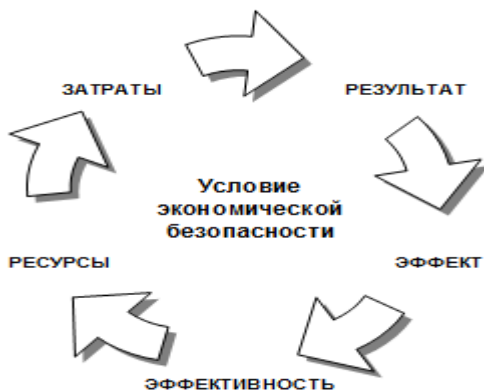 ЗАТРАТЫ
РЕЗУЛЬТАТ
Условие
экономической
безопасности
РЕСУРСЫ
ЭФФЕКТ
ЭФФЕКТИВНОСТЬ